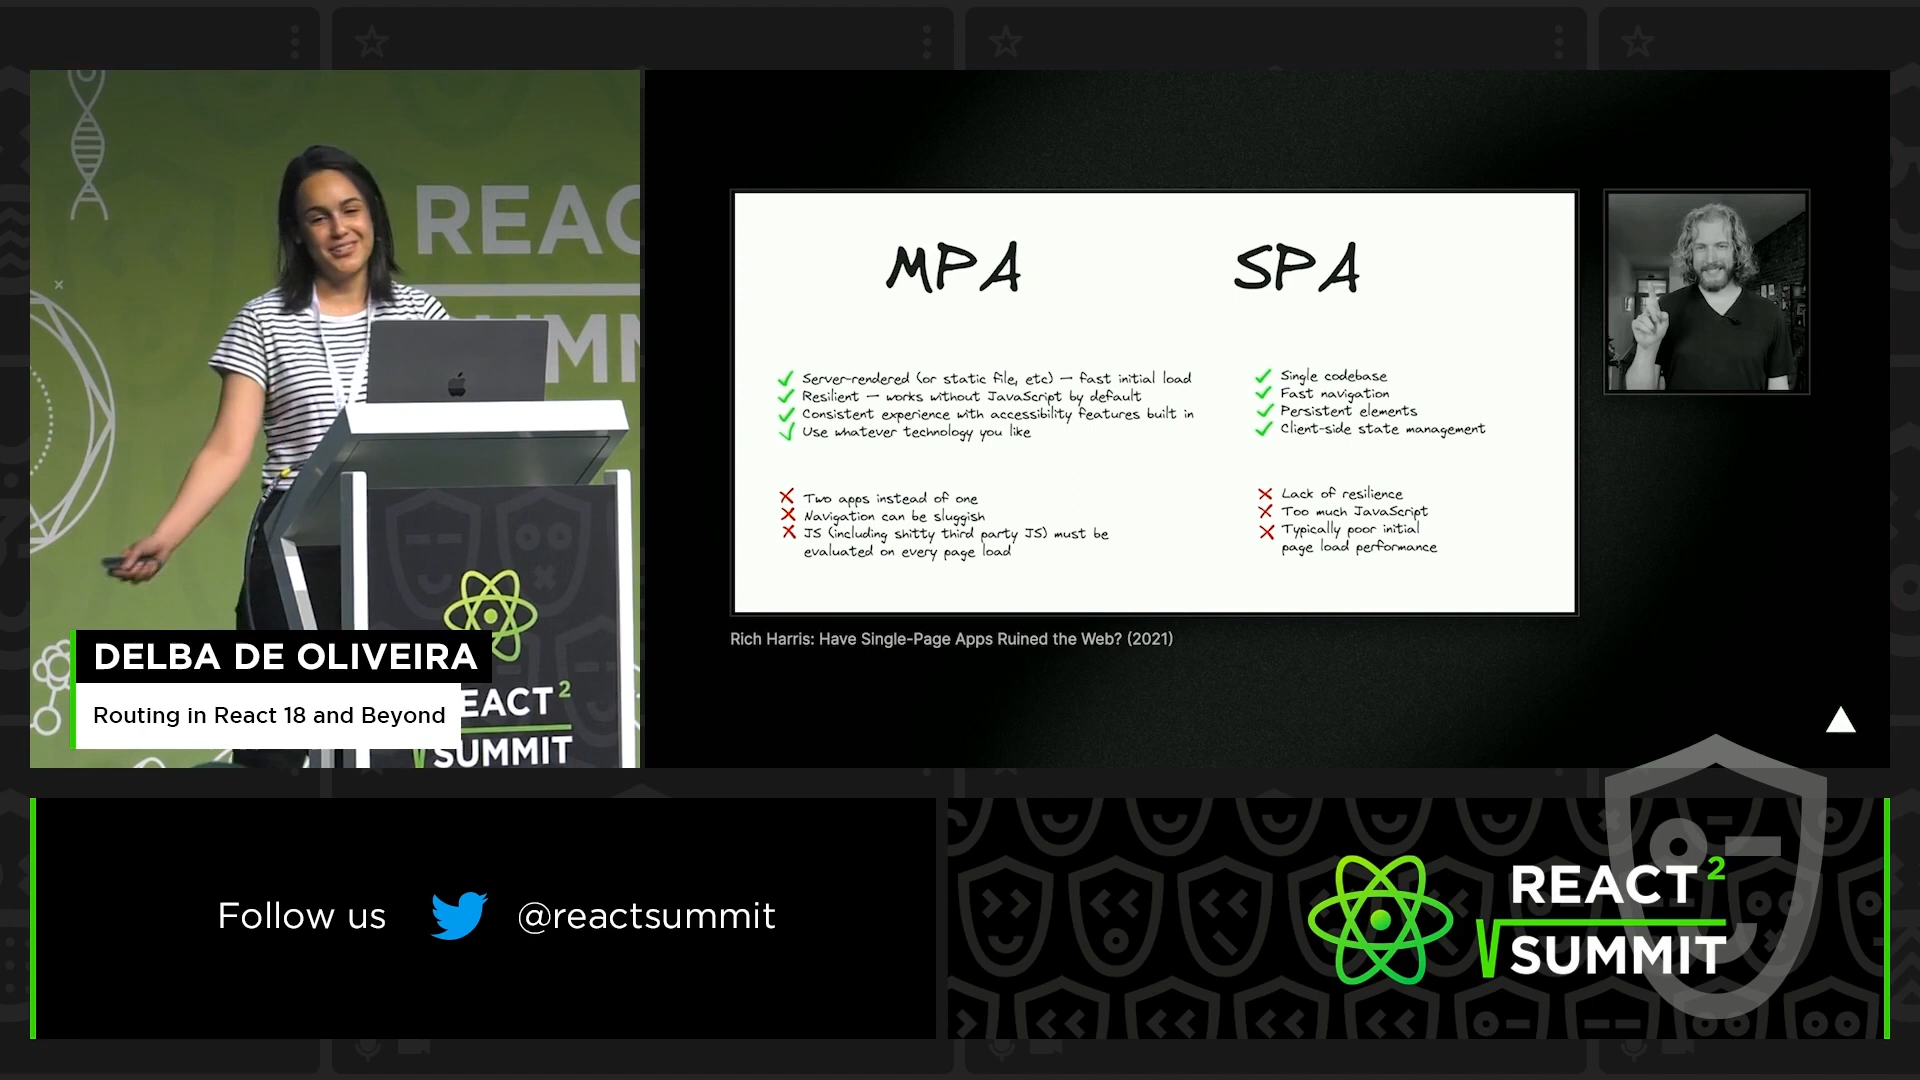 REAC
SUMM
DELBA DE OLIVEIRA
Routing in React 18 and Beyond
EACT 2
SUMMIT
MPA
SPA
Server-rendered (or static file, etc) — fast initial load
Resilient — works without JavaScript by default
Consistent experience with accessibility features built in
Use whatever technology you like
Two apps instead of one
Navigation can be sluggish
JS (including shitty third party JS) must be
evaluated on every page load
Single codebase
Fast navigation
Persistent elements
Client-side state management
Lack of resilience
Too much JavaScript
Typically poor initial
page load performance
Rich Harris: Have Single-Page Apps Ruined the Web? (2021)
Follow us @reactsummit
REACT 2
SUMMIT